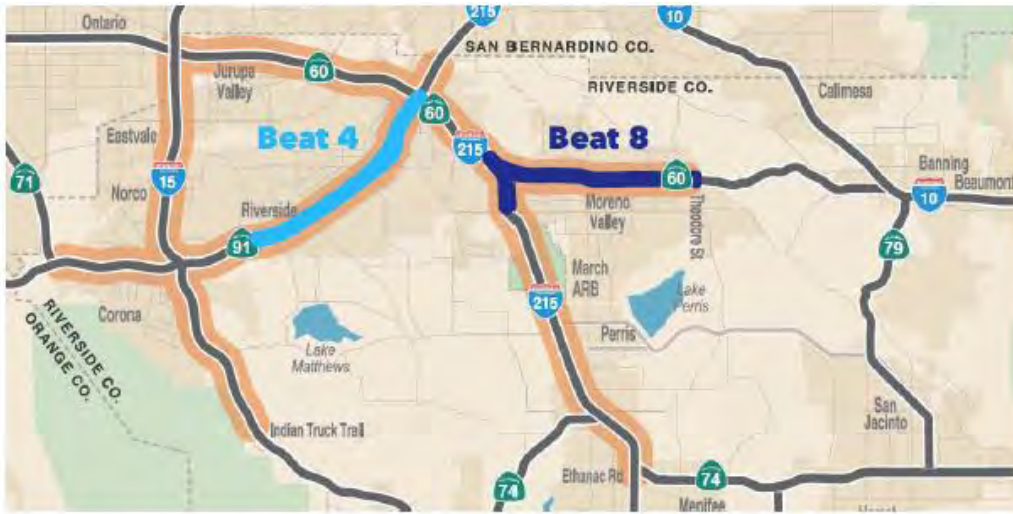 215
10
Ontario
SAN BERNARDINO CO.
60
Jurupa
Valley
RIVERSIDE CO.
Calimesa
60
Beat 4
Beat 8
Eastvale
215
Banning
71
15
60
Beaumont
Norco
10
Moreno
Valley
Riverside
Theodore St
91
79
March
ARB
215
Lake
Perris
RIVERSIDE CO.
ORANGE CO.
Corona
Perris
Lake
Matthews
San
Jacinto
Indian Truck Trail
Ethanac Rd
74
74
Menifee